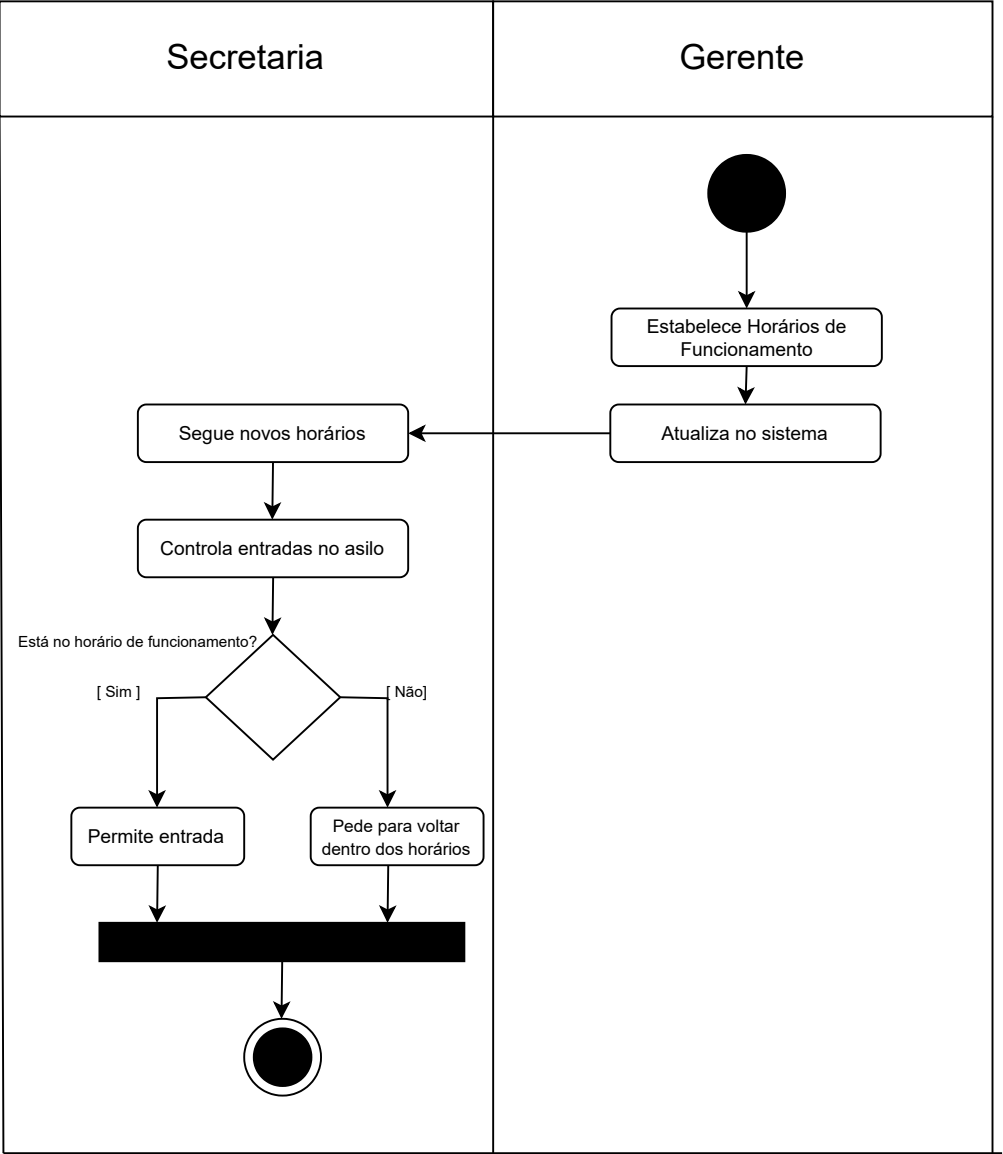 Secretaria
Gerente
Estabelece Horários de
Funcionamento
Segue novos horários
Atualiza no sistema
Controla entradas no asilo
Está no horário de funcionamento?
[ Sim ]
[ Não]
Permite entrada
Pede para voltar
dentro dos horários